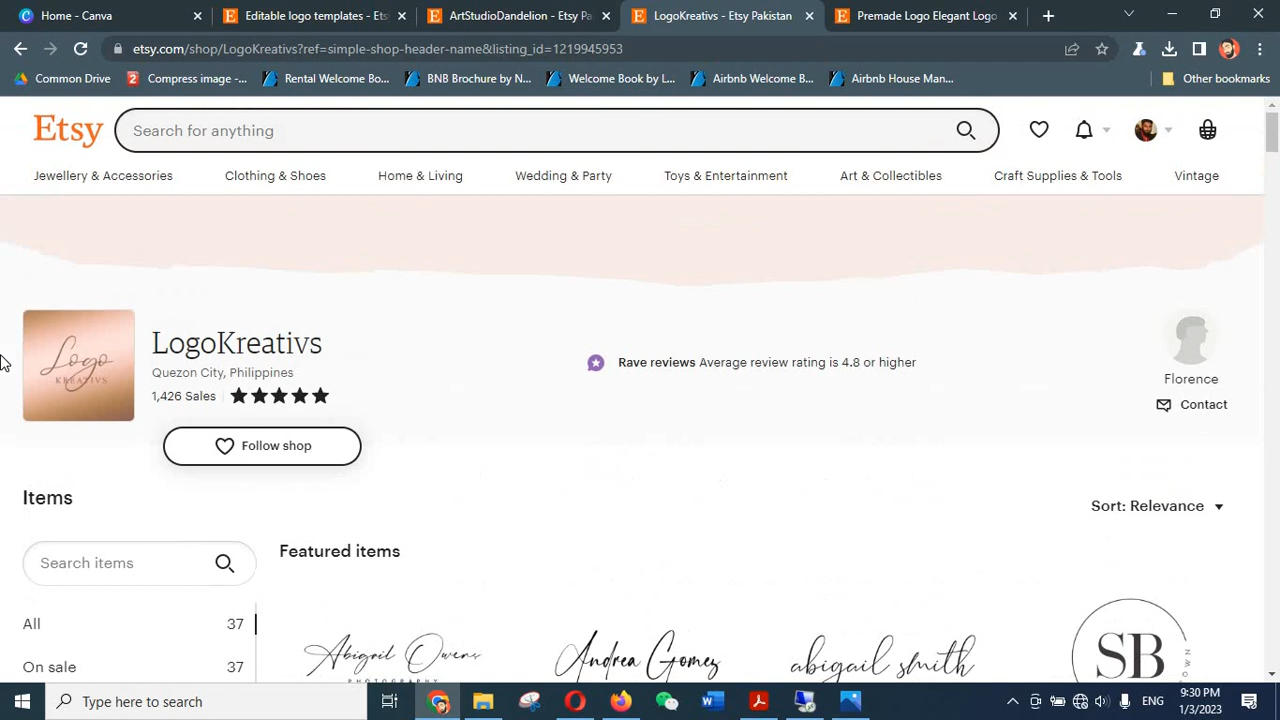 Home - Canva
Editable logo templates - Ets
ArtStudioDandelion - Etsy Pa
LogoKreativs - Etsy Pakistan
Premade Logo Elegant Logo
etsy.com/shop/LogoKreativs?ref=simple-shop-header-name&listing_id=1219945953
Common Drive
Compress image -...
Rental Welcome Bo...
BNB Brochure by N...
Welcome Book by L...
Airbnb Welcome B...
Airbnb House Man...
Other bookmarks
Etsy
Search for anything
Jewellery & Accessories
Clothing & Shoes
Home & Living
Wedding & Party
Toys & Entertainment
Art & Collectibles
Craft Supplies & Tools
Vintage
Logo
KREATIVS
LogoKreativs
Quezon City, Philippines
1,426 Sales
Follow shop
Rave reviews Average review rating is 4.8 or higher
Florence
Contact
Items
Sort: Relevance
Search items
Featured items
All 37
On sale 37
Abigail Owens
PHOTOGRAPHY
Andrea Gomez
abigail smith
SB
Type here to search
ENG
9:30 PM
1/3/2023